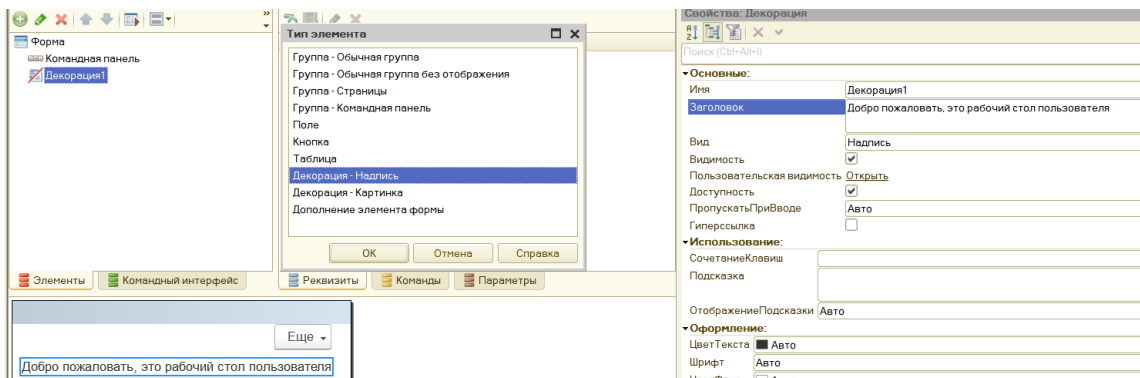 Форма
Командная панель
Декорация1
Элементы
Командный интерфейс
Тип элемента
Группа - Обычная группа
Группа - Обычная группа без отображения
Группа - Страницы
Группа - Командная панель
Поле
Кнопка
Таблица
Декорация - Надпись
Декорация - Картинка
Дополнение элемента формы
ОК
Отмена
Справка
Реквизиты
Команды
Параметры
Еще
Добро пожаловать, это рабочий стол пользователя
Свойства: Декорация
Поиск (Ctrl+Alt+I)
Основные:
Имя Декорация1
Заголовок Добро пожаловать, это рабочий стол пользователя
Вид Надпись
Видимость
Пользовательская видимость Открыть
Доступность
ПропускатьПриВводе Авто
Гиперссылка
Использование:
СочетаниеКлавиш
Подсказка
ОтображениеПодсказки Авто
Оформление:
ЦветТекста Авто
Шрифт Авто